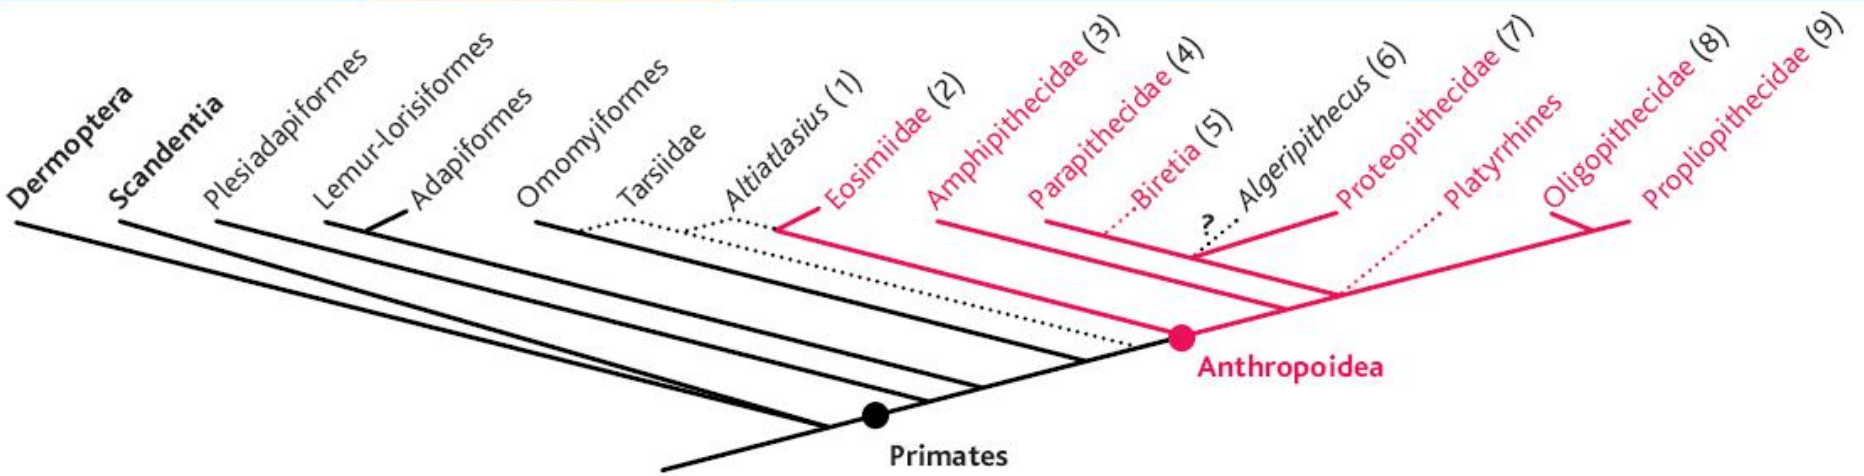 Dermoptera
Scandentia
Plesiadapiformes
Lemur-lorisiformes
Adapiformes
Omomyiformes
Tarsiidae
Altiatlasius (1)
Eosimiidae (2)
Amphipithecidae (3)
Parapithecidae (4)
Biretia (5)
?
Algeripithecus (6)
Proteopithecidae (7)
Platyrrhines
Oligopithecidae (8)
Propliopithecidae (9)
Anthropoidea
Primates